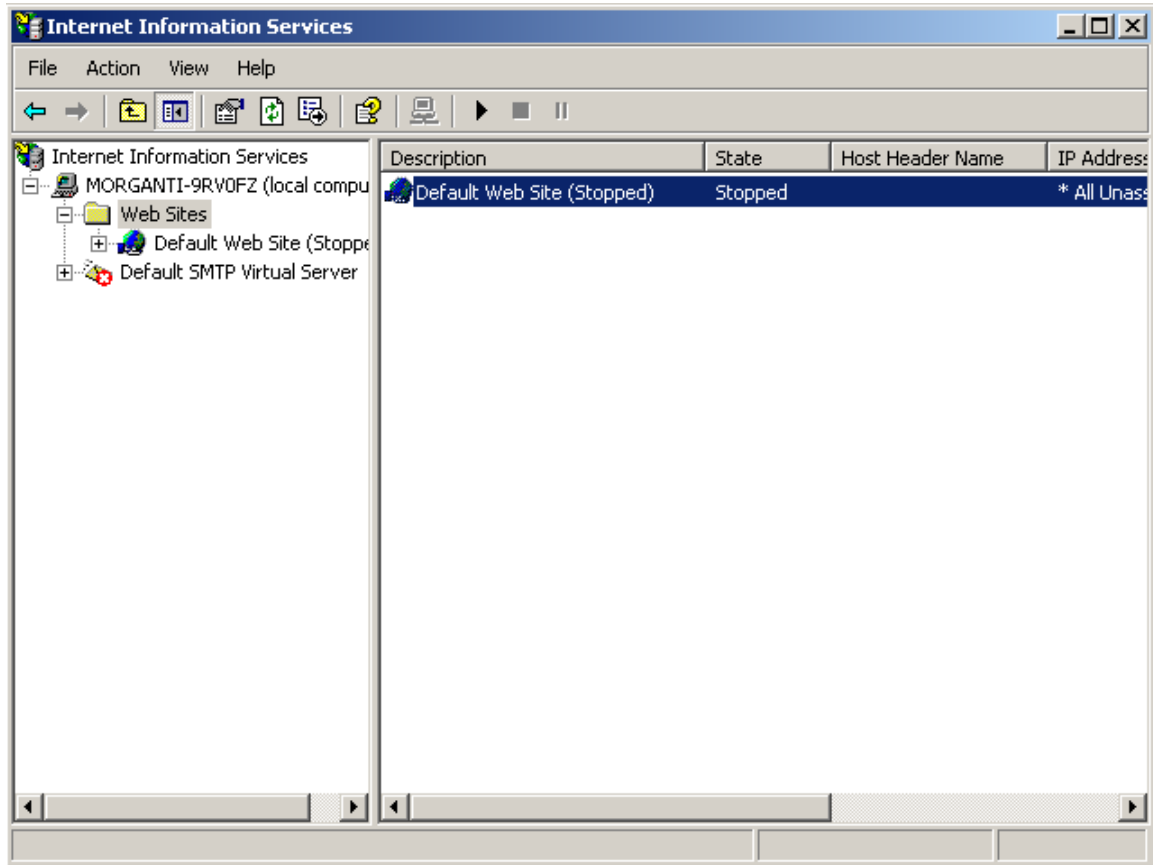 Internet Information Services
File Action View Help
Internet Information Services
MORGANTI-9RV0FZ (local compu
Web Sites
Default Web Site (Stoppe
Default SMTP Virtual Server
Description State Host Header Name IP Address
Default Web Site (Stopped) Stopped * All Unass